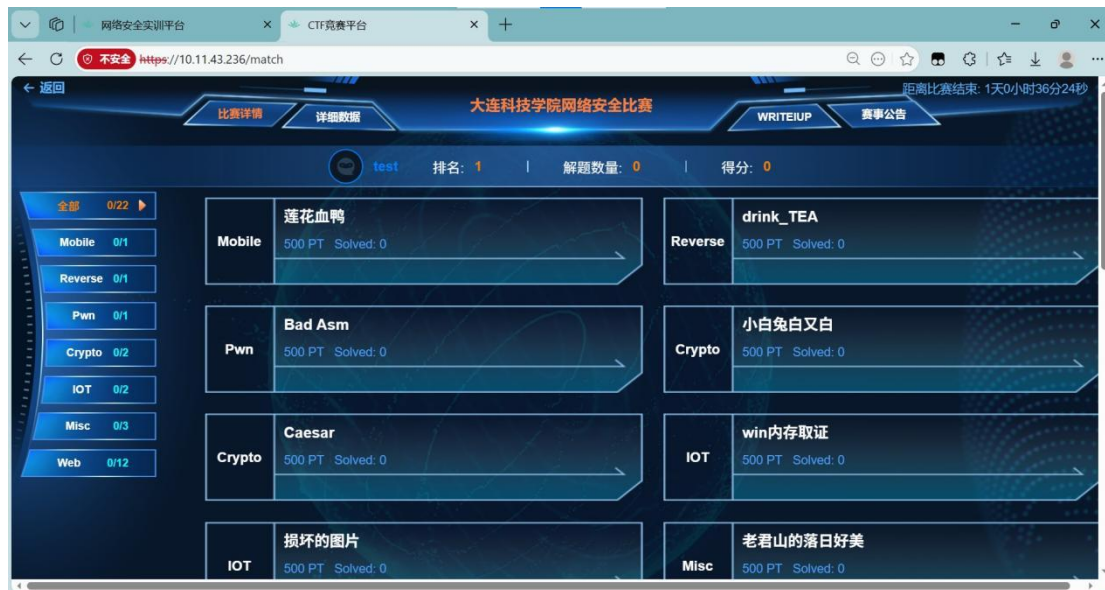 网络安全实训平台
CTF竞赛平台
不安全 https://10.11.43.236/match
返回
比赛详情
详细数据
大连科技学院网络安全比赛
WRITEIUP
赛事公告
距离比赛结束: 1天0小时36分24秒
test 排名: 1 解题数量: 0 得分: 0
全部 0/22
Mobile 0/1
Reverse 0/1
Pwn 0/1
Crypto 0/2
IOT 0/2
Misc 0/3
Web 0/12
Mobile
莲花血鸭
500 PT Solved: 0
Reverse
drink_TEA
500 PT Solved: 0
Pwn
Bad Asm
500 PT Solved: 0
Crypto
小白兔白又白
500 PT Solved: 0
Crypto
Caesar
500 PT Solved: 0
IOT
win内存取证
500 PT Solved: 0
IOT
损坏的图片
500 PT Solved: 0
Misc
老君山的落日好美
500 PT Solved: 0